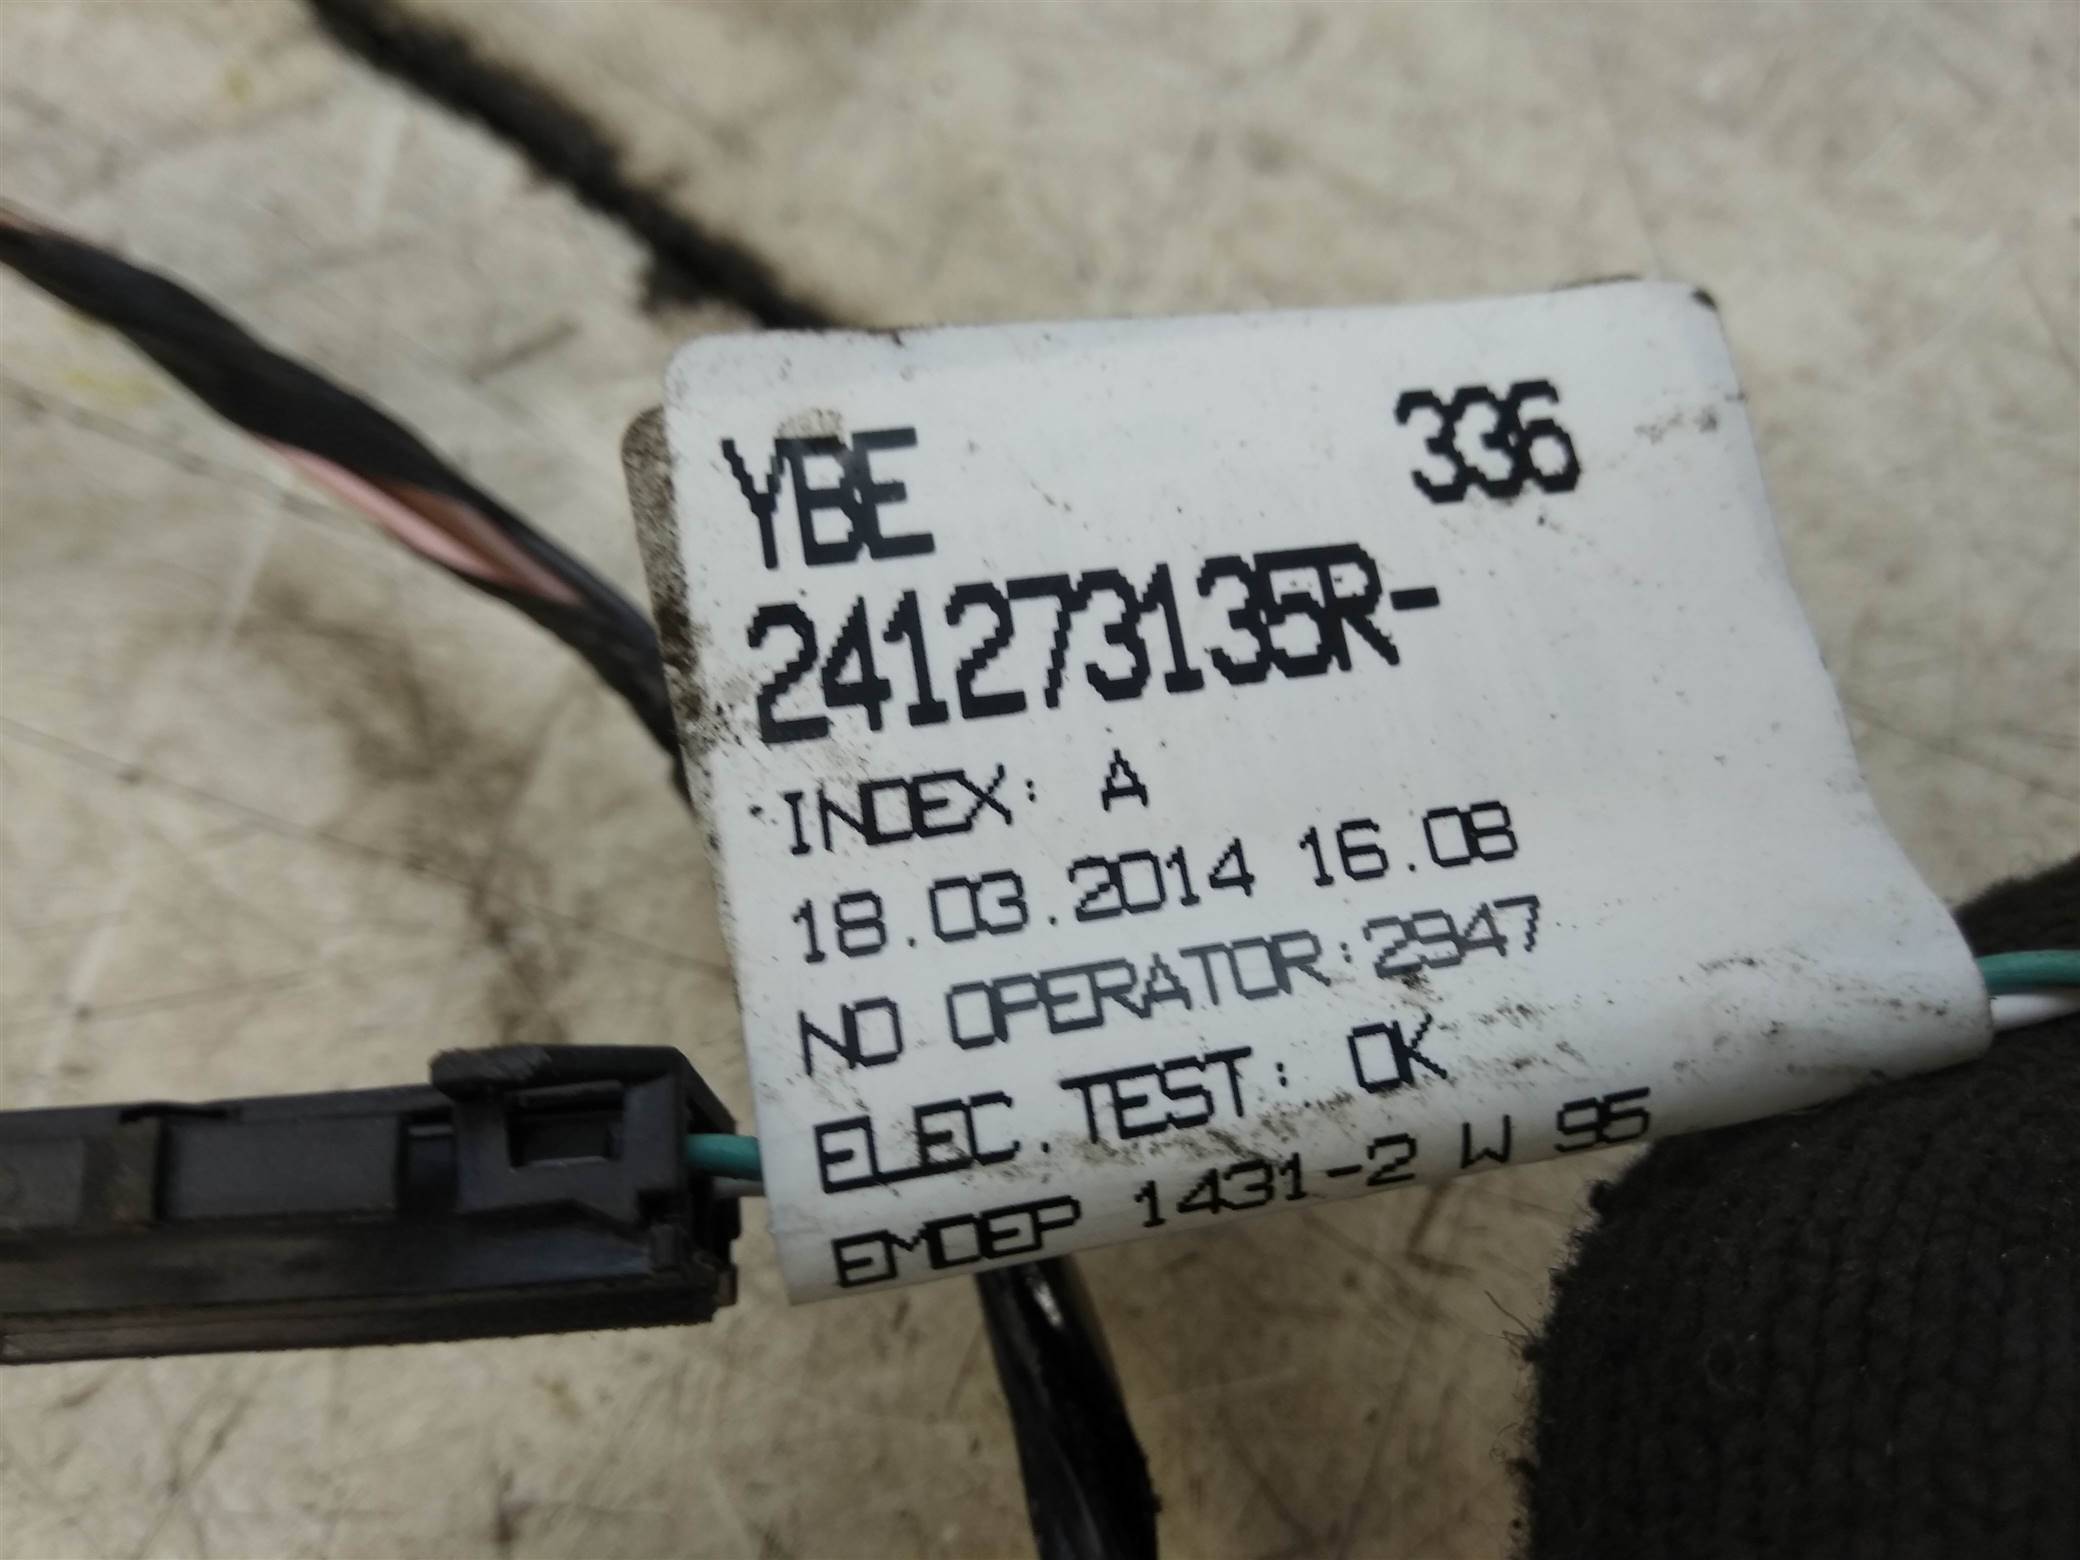 YBE 336
241273135R-
INDEX: A
18.03.2014 16.08
NO OPERATOR:2947
ELEC.TEST: OK
EMDEP 1431-2 W 95